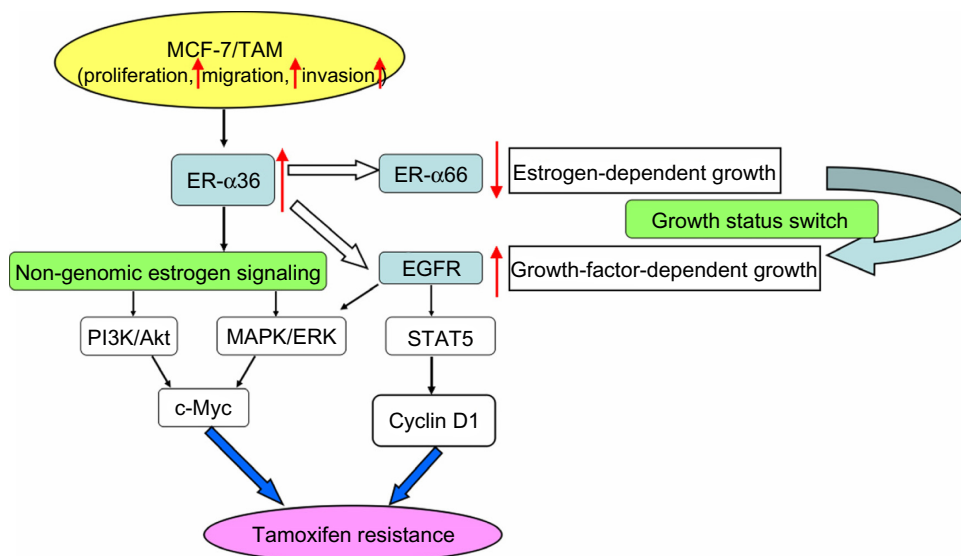 MCF-7/TAM
(proliferation, migration, invasion )
ER-α36
ER-α66
Estrogen-dependent growth
Growth status switch
Non-genomic estrogen signaling
EGFR
Growth-factor-dependent growth
PI3K/Akt
MAPK/ERK
STAT5
c-Myc
Cyclin D1
Tamoxifen resistance